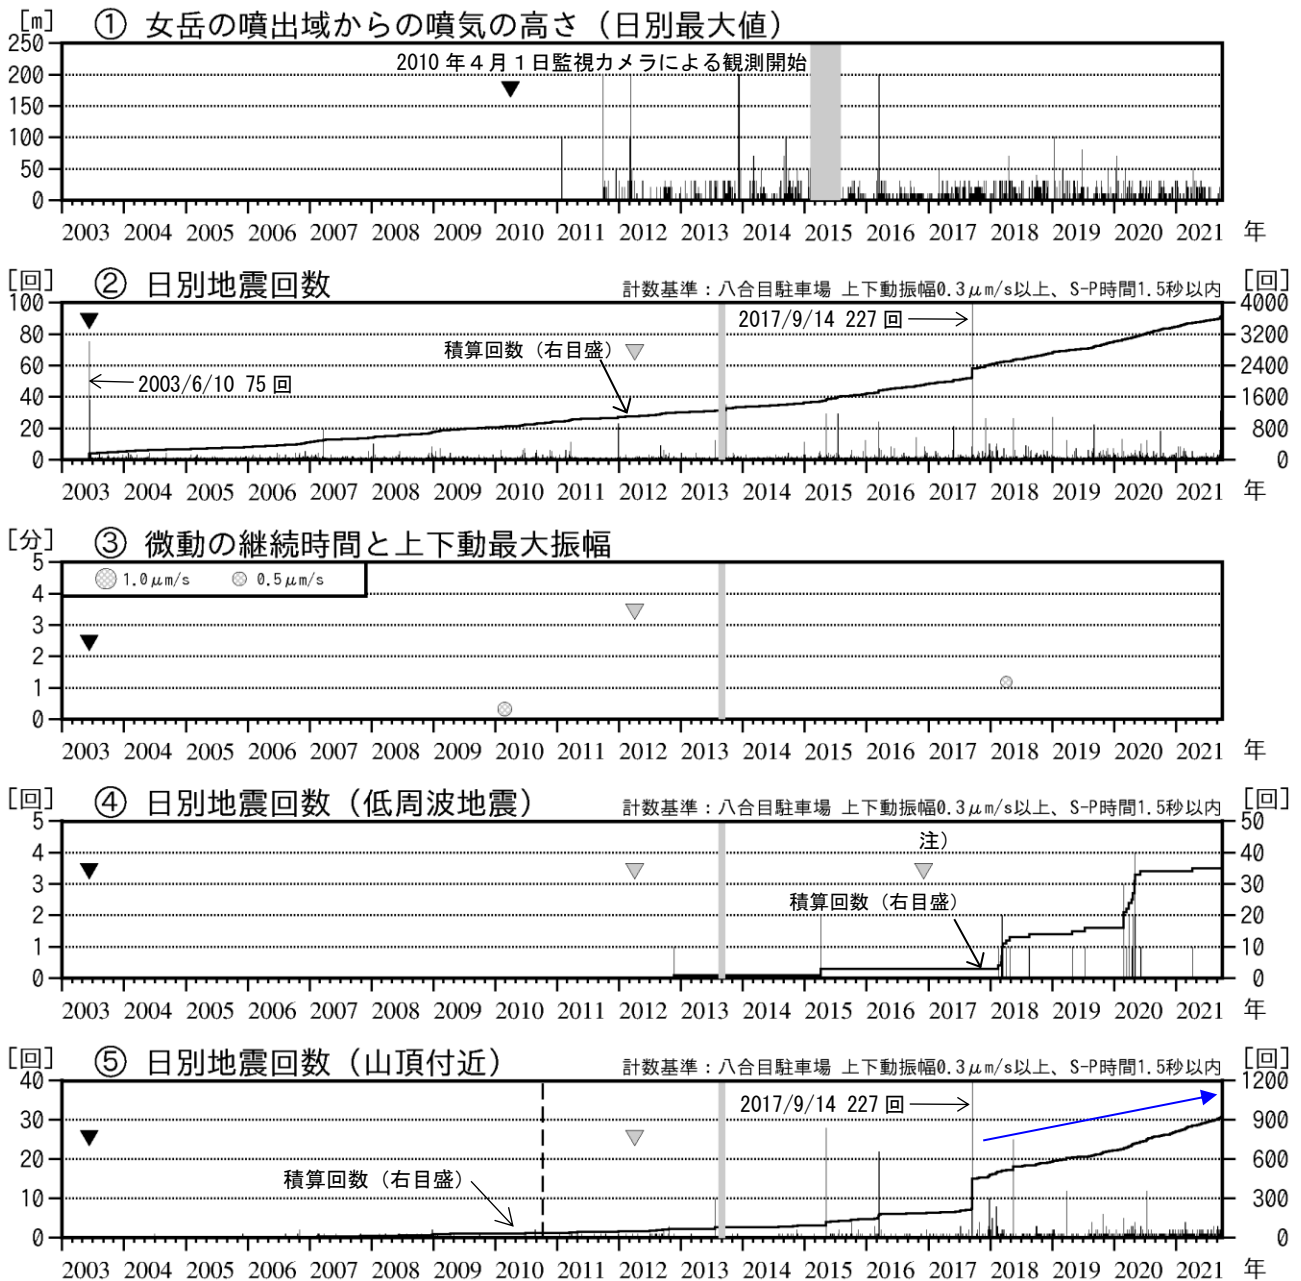 [m] ① 女岳の噴出域からの噴気の高さ（日別最大値）
250
200
150
100
50
0
2010 年４月１日監視カメラによる観測開始
2003 2004 2005 2006 2007 2008 2009 2010 2011 2012 2013 2014 2015 2016 2017 2018 2019 2020 2021 年
[回] ② 日別地震回数 計数基準：八合目駐車場 上下動振幅0.3μm/s以上、S-P時間1.5秒以内 [回]
100 4000
80 3200
60 2400
40 1600
20 800
0 0
2017/9/14 227 回
積算回数（右目盛）
2003/6/10 75 回
2003 2004 2005 2006 2007 2008 2009 2010 2011 2012 2013 2014 2015 2016 2017 2018 2019 2020 2021 年
[分] ③ 微動の継続時間と上下動最大振幅
5
4
3
2
1
0
1.0μm/s 0.5μm/s
2003 2004 2005 2006 2007 2008 2009 2010 2011 2012 2013 2014 2015 2016 2017 2018 2019 2020 2021 年
[回] ④ 日別地震回数（低周波地震） 計数基準：八合目駐車場 上下動振幅0.3μm/s以上、S-P時間1.5秒以内 [回]
5 50
4 40
3 30
2 20
1 10
0 0
注）
積算回数（右目盛）
2003 2004 2005 2006 2007 2008 2009 2010 2011 2012 2013 2014 2015 2016 2017 2018 2019 2020 2021 年
[回] ⑤ 日別地震回数（山頂付近） 計数基準：八合目駐車場 上下動振幅0.3μm/s以上、S-P時間1.5秒以内 [回]
40 1200
30 900
20 600
10 300
0 0
2017/9/14 227 回
積算回数（右目盛）
2003 2004 2005 2006 2007 2008 2009 2010 2011 2012 2013 2014 2015 2016 2017 2018 2019 2020 2021 年